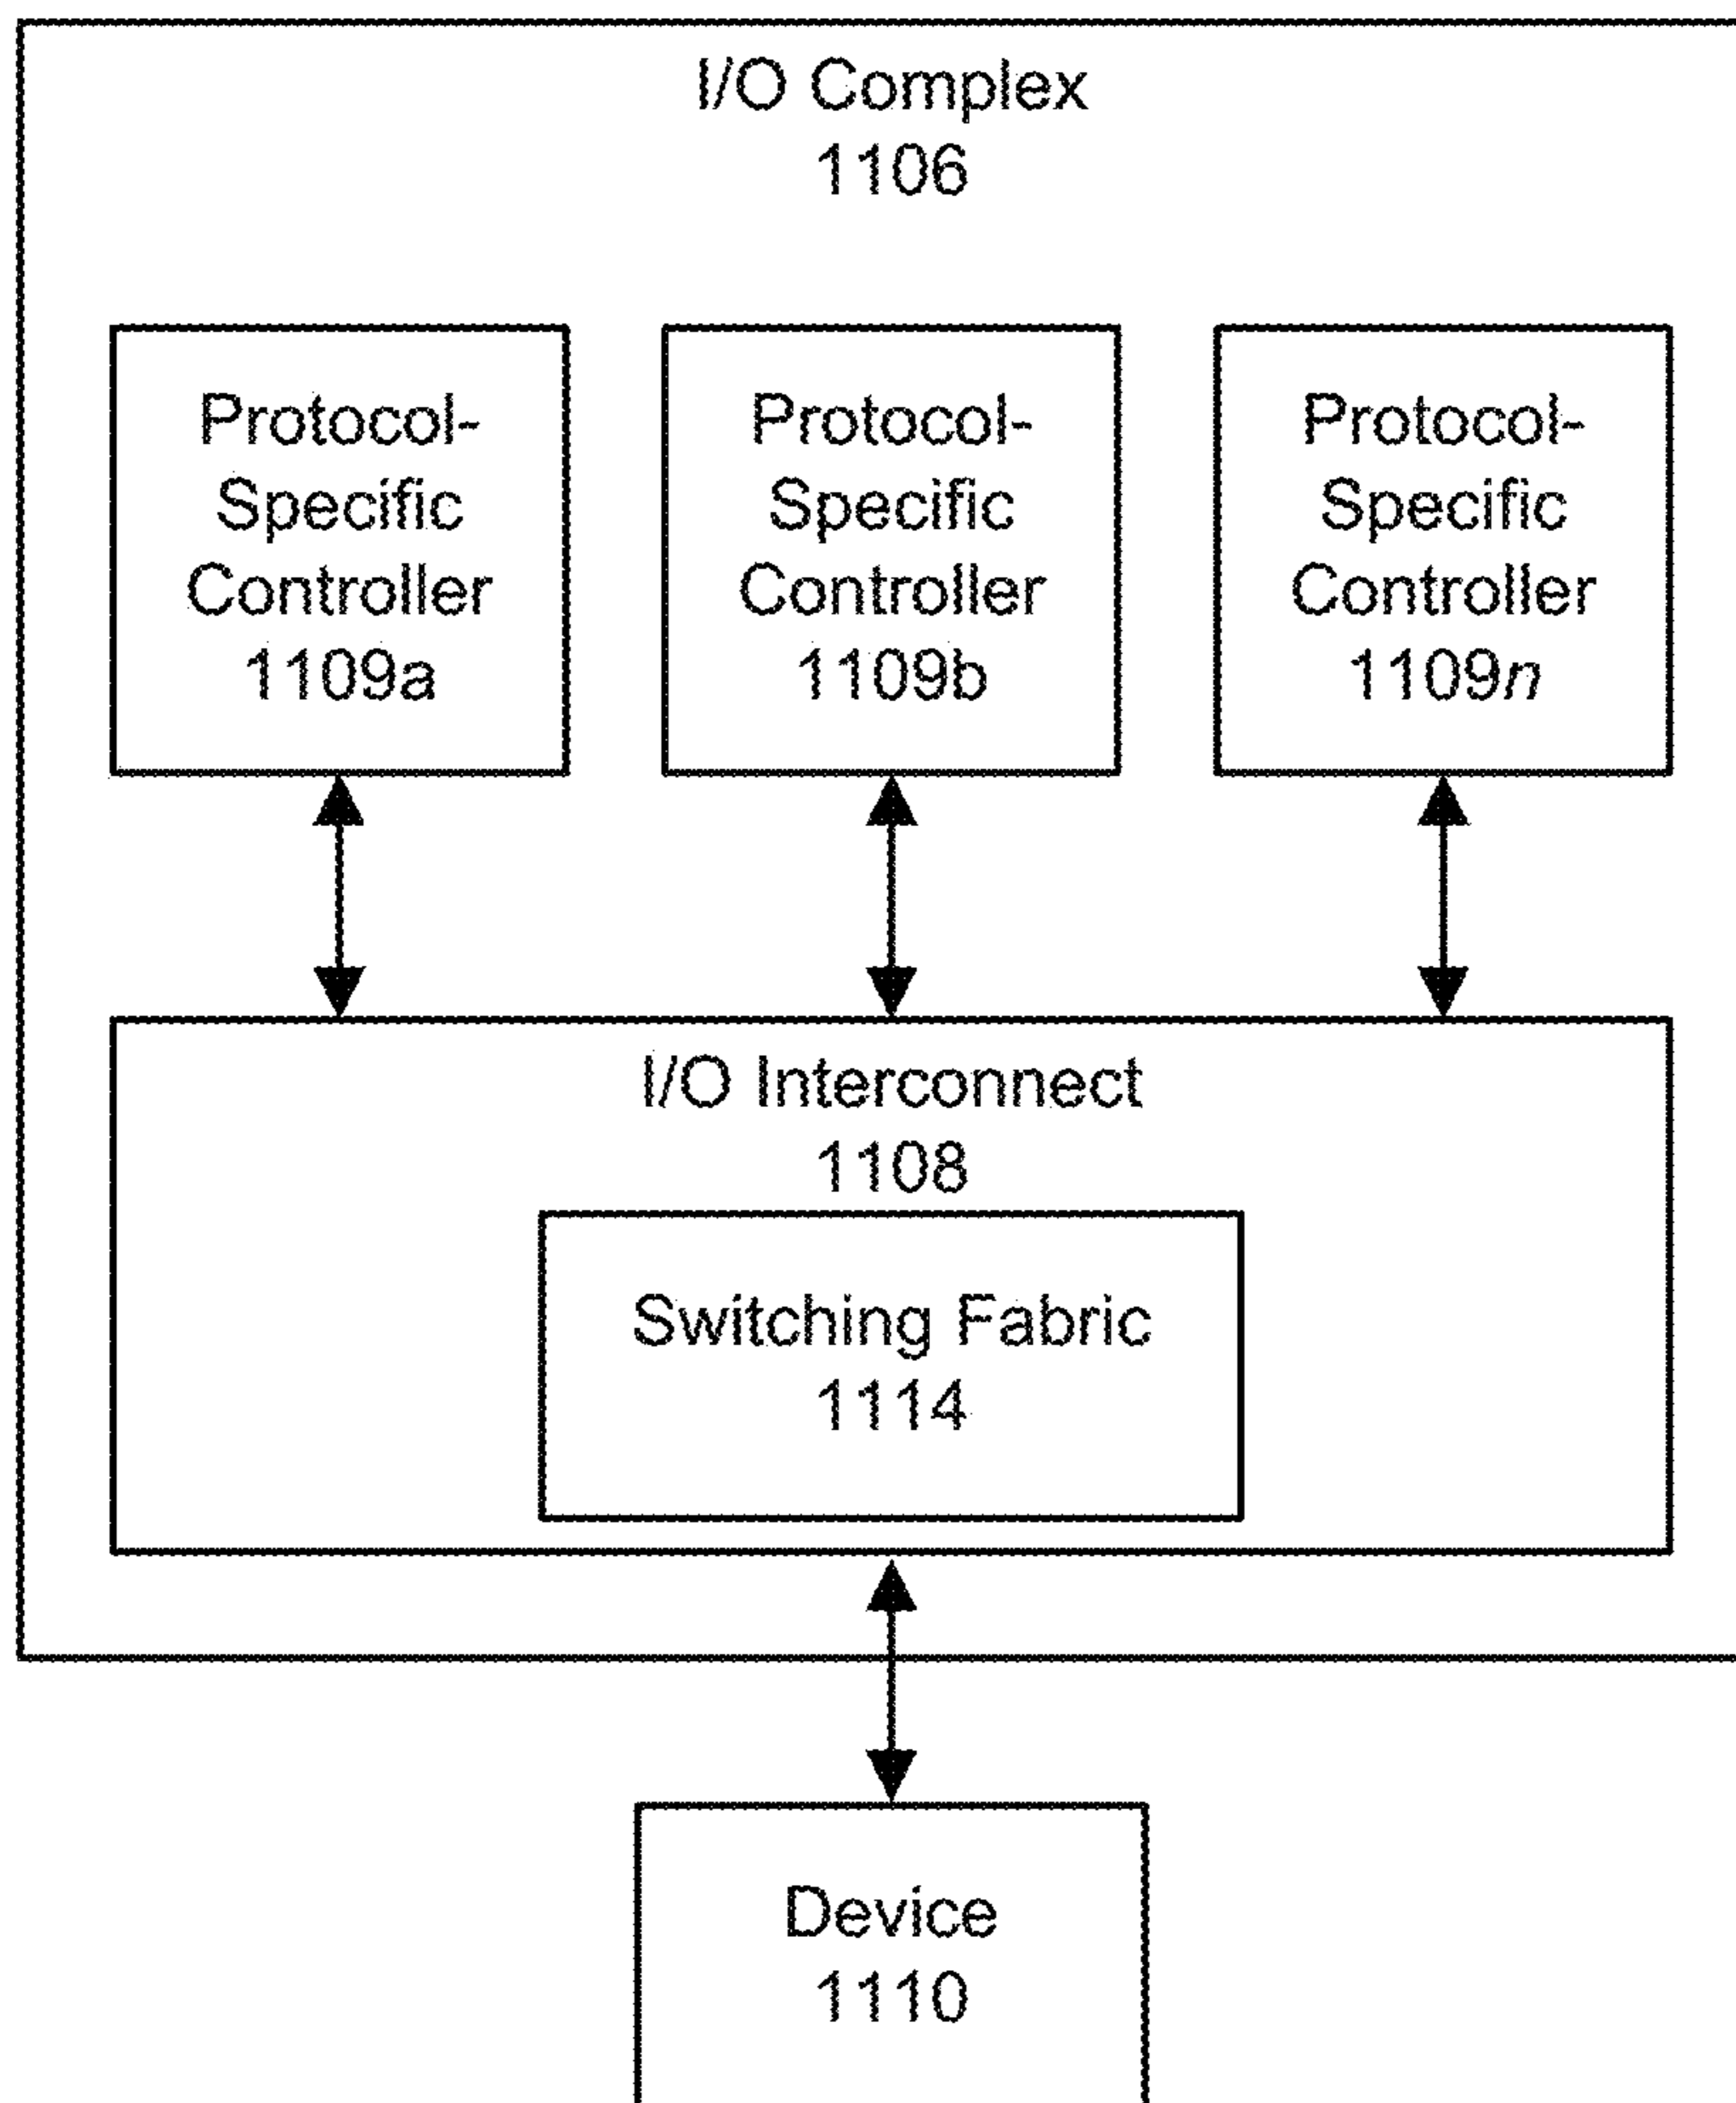 I/O Complex
1106
Protocol-
Specific
Controller
1109a
Protocol-
Specific
Controller
1109b
Protocol-
Specific
Controller
1109n
I/O Interconnect
1108
Switching Fabric
1114
Device
1110